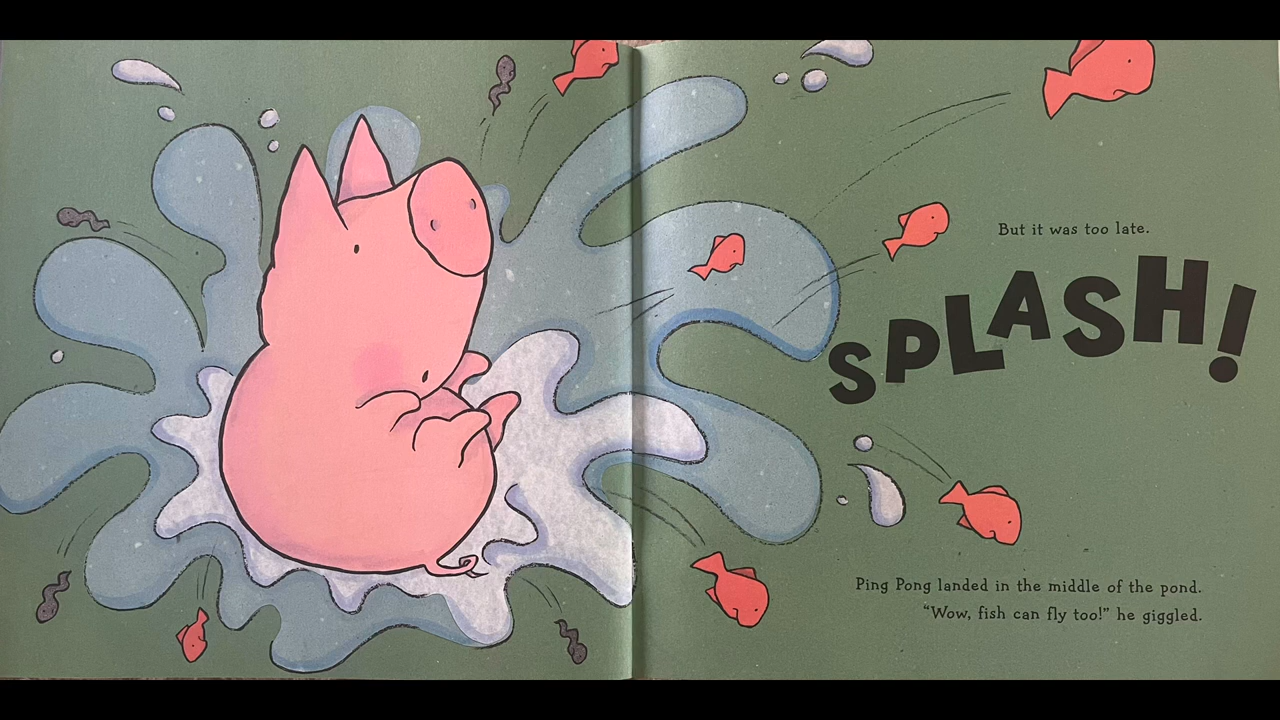 But it was too late.
SPLASH!
Ping Pong landed in the middle of the pond.
“Wow, fish can fly too!” he giggled.